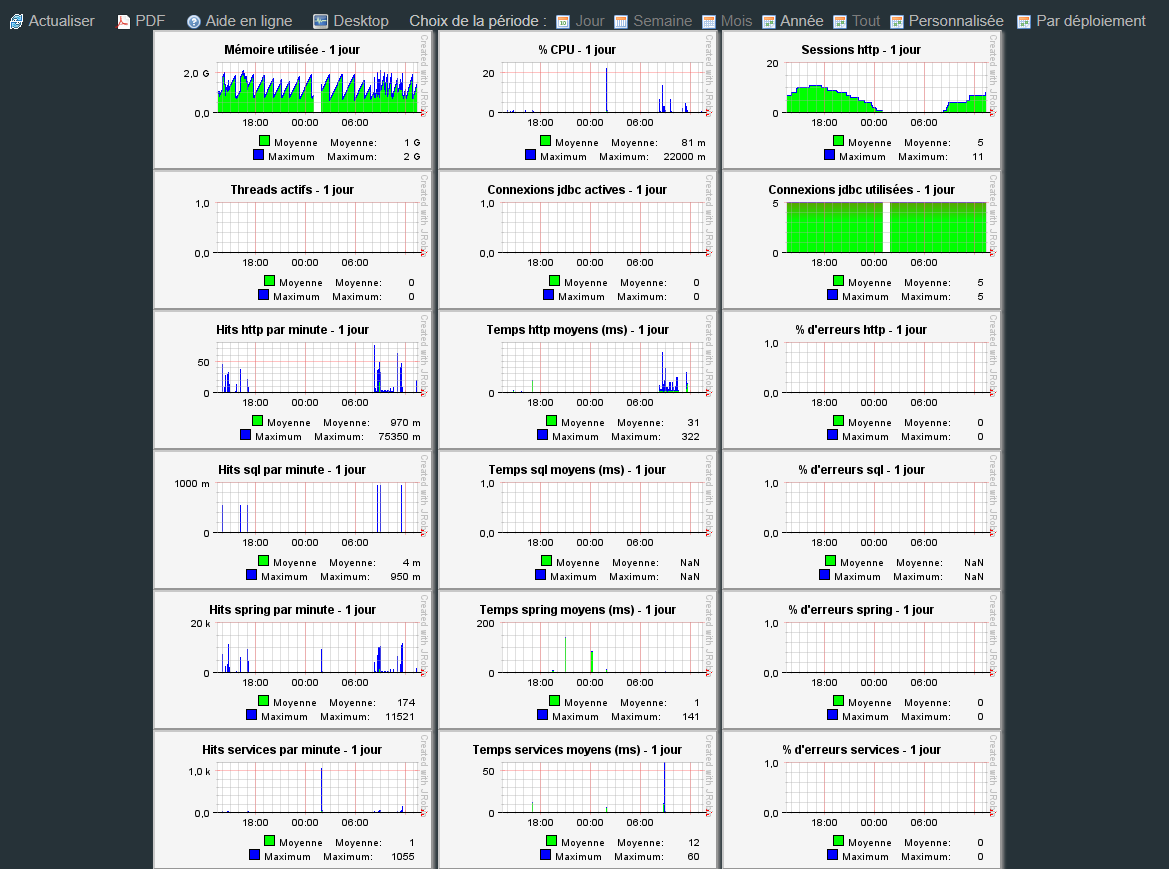 Actualiser PDF Aide en ligne Desktop Choix de la période : Jour Semaine Mois Année Tout Personnalisée Par déploiement
Mémoire utilisée - 1 jour
2,0 G
0,0
18:00 00:00 06:00
Moyenne Moyenne: 1 G
Maximum Maximum: 2 G
Created with JRobin
% CPU - 1 jour
20
0
18:00 00:00 06:00
Moyenne Moyenne: 81 m
Maximum Maximum: 22000 m
Created with JRobin
Sessions http - 1 jour
20
0
18:00 00:00 06:00
Moyenne Moyenne: 5
Maximum Maximum: 11
Created with JRobin
Threads actifs - 1 jour
1,0
0,0
18:00 00:00 06:00
Moyenne Moyenne: 0
Maximum Maximum: 0
Created with JRobin
Connexions jdbc actives - 1 jour
1,0
0,0
18:00 00:00 06:00
Moyenne Moyenne: 0
Maximum Maximum: 0
Created with JRobin
Connexions jdbc utilisées - 1 jour
5
0
18:00 00:00 06:00
Moyenne Moyenne: 5
Maximum Maximum: 5
Created with JRobin
Hits http par minute - 1 jour
50
0
18:00 00:00 06:00
Moyenne Moyenne: 970 m
Maximum Maximum: 75350 m
Created with JRobin
Temps http moyens (ms) - 1 jour
0
18:00 00:00 06:00
Moyenne Moyenne: 31
Maximum Maximum: 322
Created with JRobin
% d'erreurs http - 1 jour
1,0
0,0
18:00 00:00 06:00
Moyenne Moyenne: 0
Maximum Maximum: 0
Created with JRobin
Hits sql par minute - 1 jour
1000 m
0
18:00 00:00 06:00
Moyenne Moyenne: 4 m
Maximum Maximum: 950 m
Created with JRobin
Temps sql moyens (ms) - 1 jour
1,0
0,0
18:00 00:00 06:00
Moyenne Moyenne: NaN
Maximum Maximum: NaN
Created with JRobin
% d'erreurs sql - 1 jour
1,0
0,0
18:00 00:00 06:00
Moyenne Moyenne: NaN
Maximum Maximum: NaN
Created with JRobin
Hits spring par minute - 1 jour
20 k
0
18:00 00:00 06:00
Moyenne Moyenne: 174
Maximum Maximum: 11521
Created with JRobin
Temps spring moyens (ms) - 1 jour
200
0
18:00 00:00 06:00
Moyenne Moyenne: 1
Maximum Maximum: 141
Created with JRobin
% d'erreurs spring - 1 jour
1,0
0,0
18:00 00:00 06:00
Moyenne Moyenne: 0
Maximum Maximum: 0
Created with JRobin
Hits services par minute - 1 jour
1,0 k
0,0
18:00 00:00 06:00
Moyenne Moyenne: 1
Maximum Maximum: 1055
Created with JRobin
Temps services moyens (ms) - 1 jour
50
0
18:00 00:00 06:00
Moyenne Moyenne: 12
Maximum Maximum: 60
Created with JRobin
% d'erreurs services - 1 jour
1,0
0,0
18:00 00:00 06:00
Moyenne Moyenne: 0
Maximum Maximum: 0
Created with JRobin